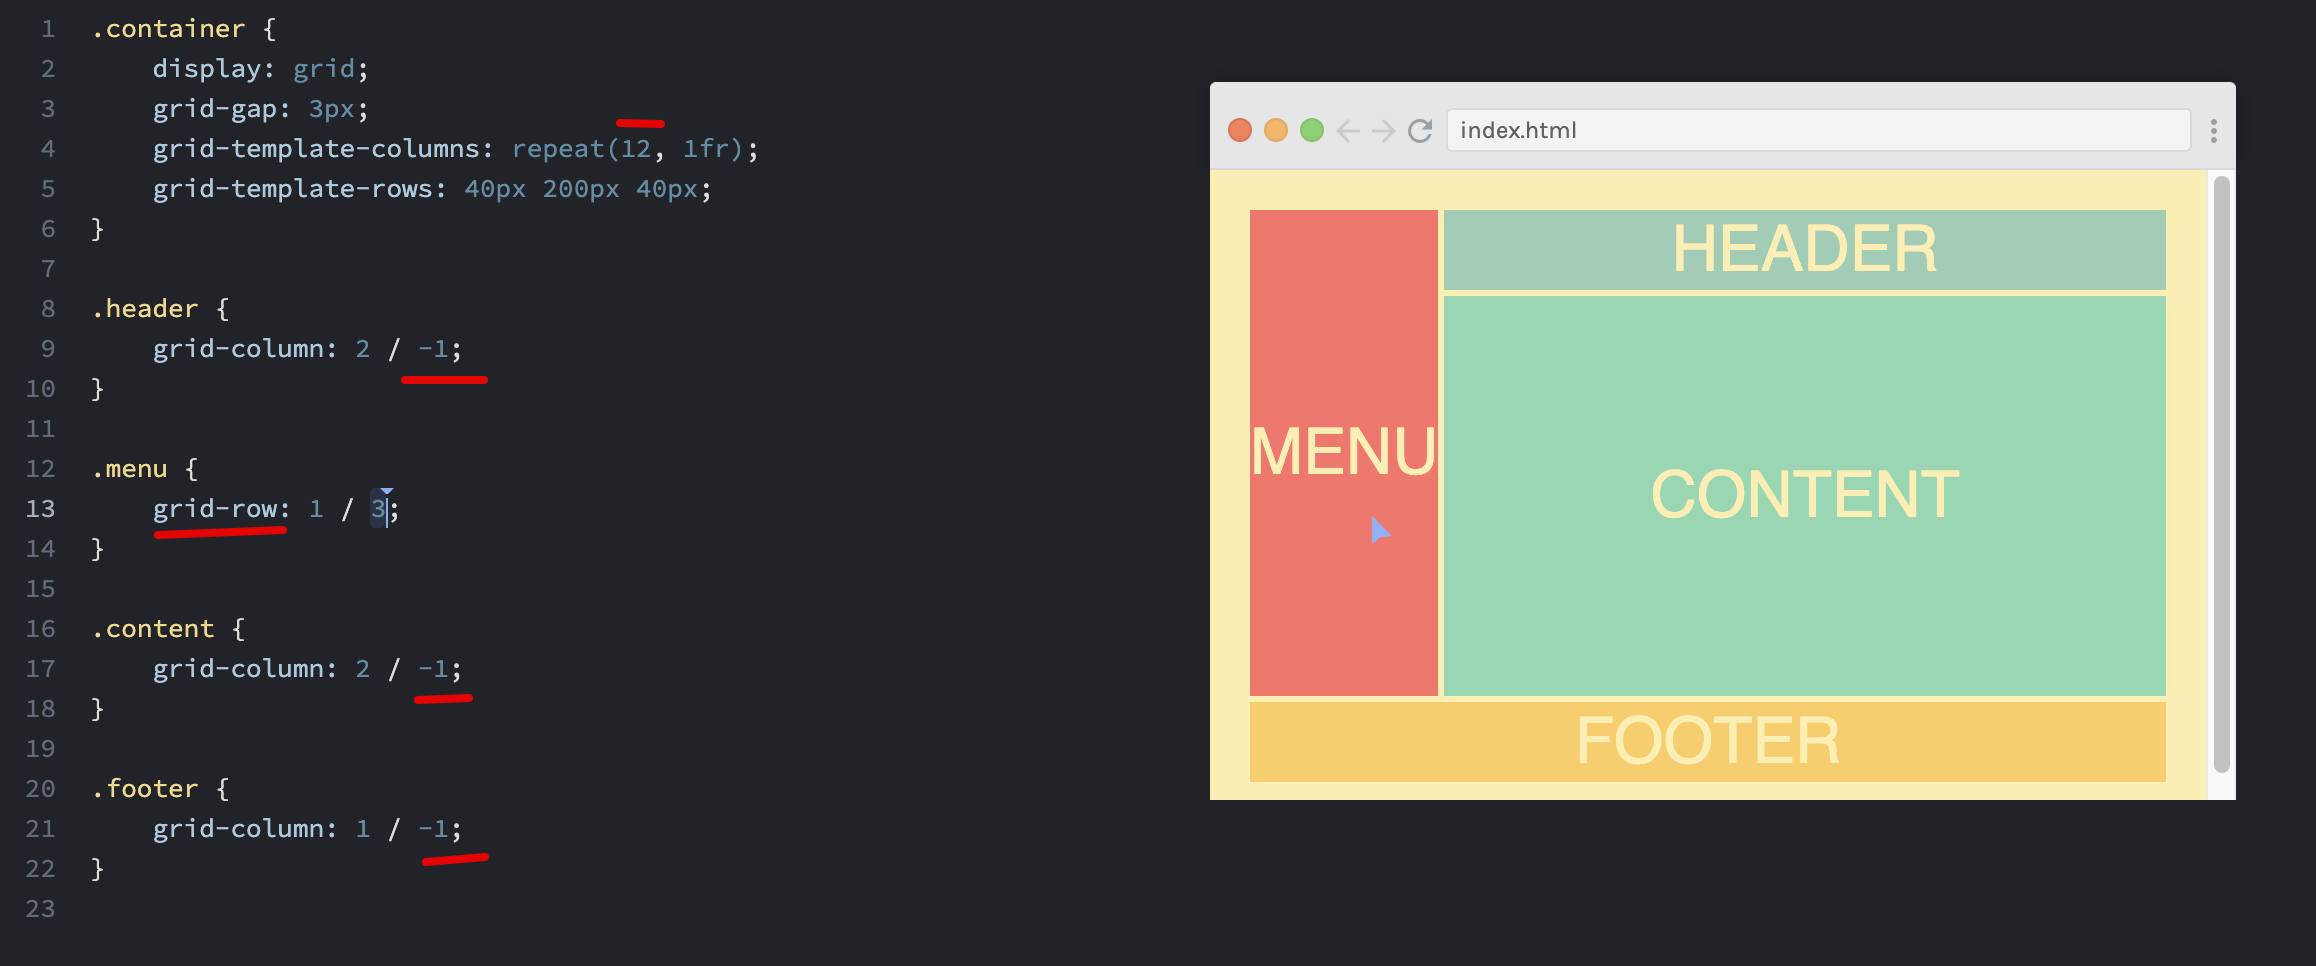 1 .container {
2 display: grid;
3 grid-gap: 3px;
4 grid-template-columns: repeat(12, 1fr);
5 grid-template-rows: 40px 200px 40px;
6 }
7
8 .header {
9 grid-column: 2 / -1;
10 }
11
12 .menu {
13 grid-row: 1 / 3;
14 }
15
16 .content {
17 grid-column: 2 / -1;
18 }
19
20 .footer {
21 grid-column: 1 / -1;
22 }
23
index.html
HEADER
MENU
CONTENT
FOOTER